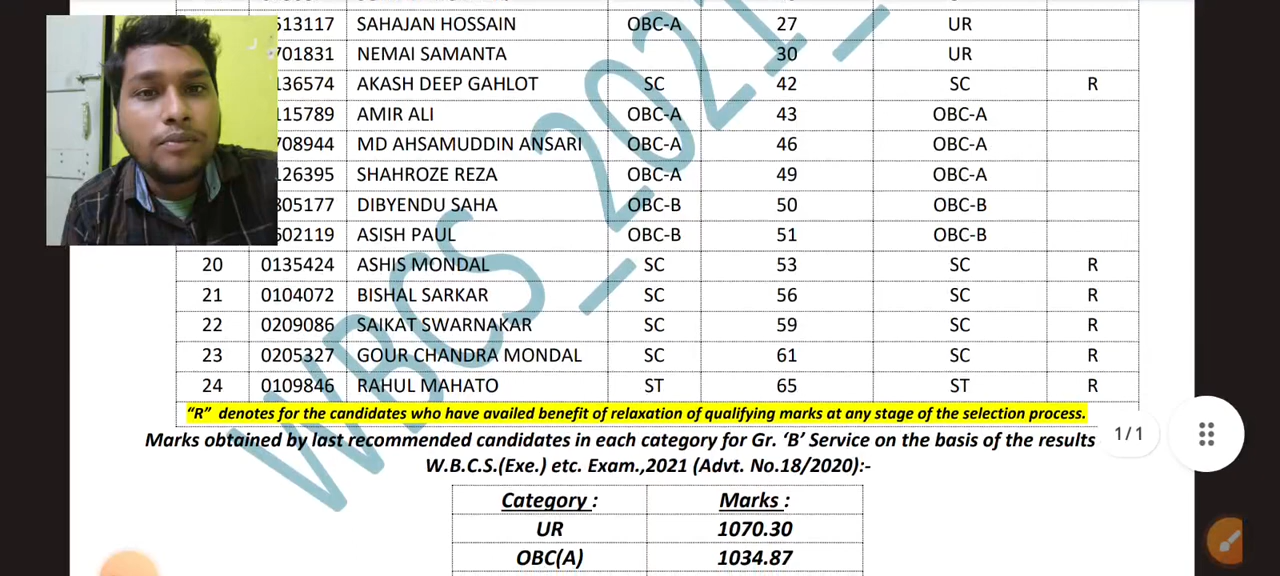 513117 SAHAJAN HOSSAIN OBC-A 27 UR
701831 NEMAI SAMANTA 30 UR
136574 AKASH DEEP GAHLOT SC 42 SC R
115789 AMIR ALI OBC-A 43 OBC-A
708944 MD AHSAMUDDIN ANSARI OBC-A 46 OBC-A
126395 SHAHROZE REZA OBC-A 49 OBC-A
305177 DIBYENDU SAHA OBC-B 50 OBC-B
502119 ASISH PAUL OBC-B 51 OBC-B
20 0135424 ASHIS MONDAL SC 53 SC R
21 0104072 BISHAL SARKAR SC 56 SC R
22 0209086 SAIKAT SWARNAKAR SC 59 SC R
23 0205327 GOUR CHANDRA MONDAL SC 61 SC R
24 0109846 RAHUL MAHATO ST 65 ST R
“R” denotes for the candidates who have availed benefit of relaxation of qualifying marks at any stage of the selection process.
Marks obtained by last recommended candidates in each category for Gr. ‘B’ Service on the basis of the results
W.B.C.S.(Exe.) etc. Exam.,2021 (Advt. No.18/2020):-
Category : Marks :
UR 1070.30
OBC(A) 1034.87
1/1
WBCS_2021_